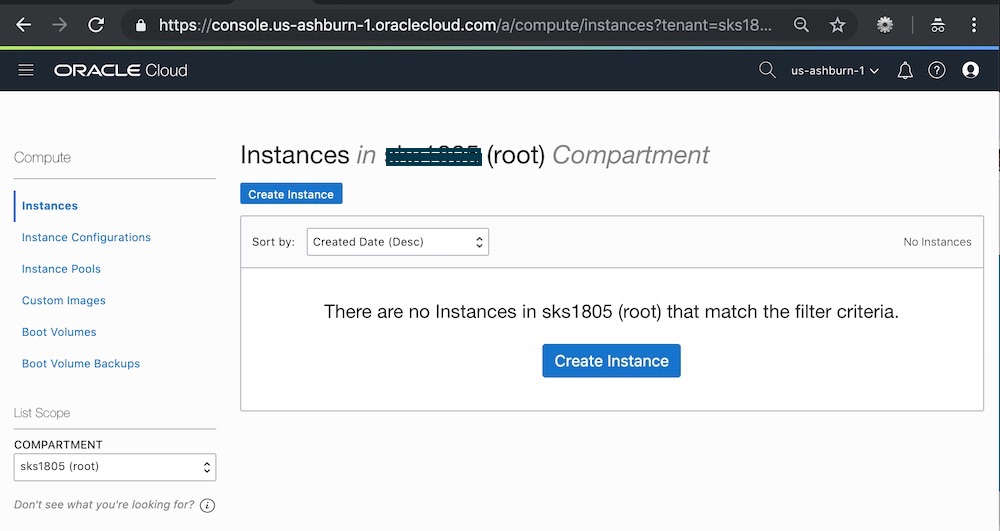 https://console.us-ashburn-1.oraclecloud.com/a/compute/instances?tenant=sks18...
ORACLE Cloud
us-ashburn-1
Compute
Instances
Instance Configurations
Instance Pools
Custom Images
Boot Volumes
Boot Volume Backups
List Scope
COMPARTMENT
sks1805 (root)
Don't see what you're looking for?
Instances in (root) Compartment
Create Instance
Sort by: Created Date (Desc) No Instances
There are no Instances in sks1805 (root) that match the filter criteria.
Create Instance